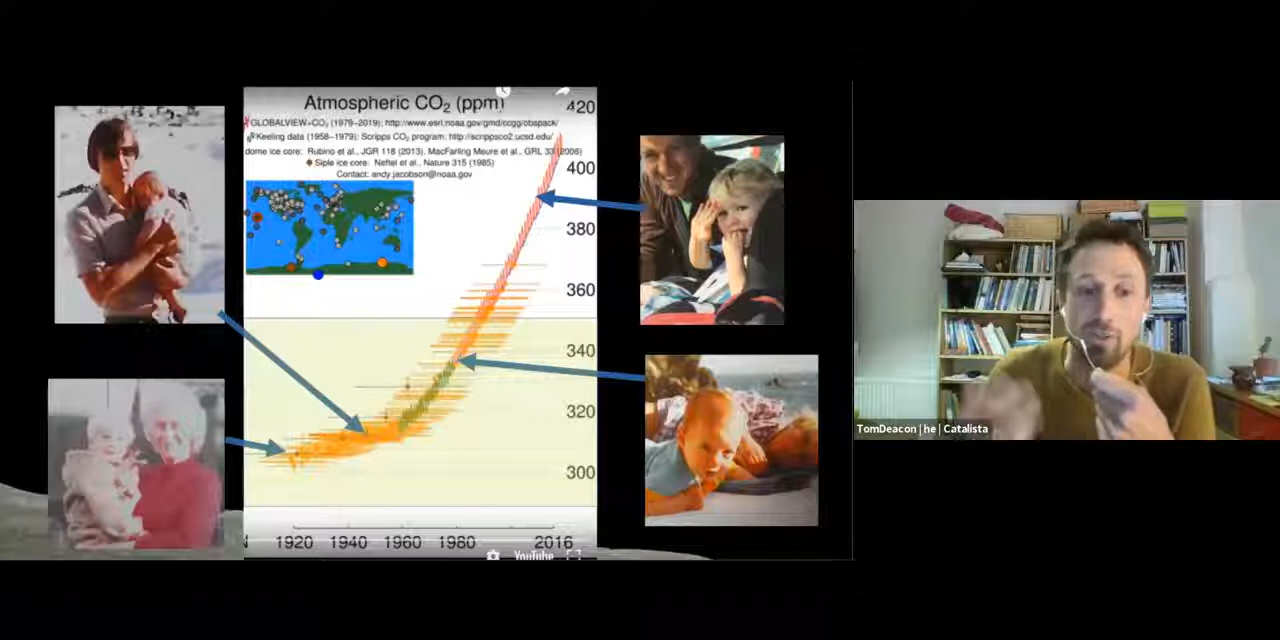 Atmospheric CO₂ (ppm)
GLOBALVIEW+CO₂ (1979-2019); http://www.esrl.noaa.gov/gmd/ccgg/obspack/
Keeling data (1958-1979): Scripps CO₂ program; http://scrippsco2.ucsd.edu/
dome ice core: Rubino et al., JGR 118 (2013), MacFarling Meure et al., GRL 33 (2006)
Siple ice core: Neftel et al., Nature 315 (1985)
Contact: andy.jacobson@noaa.gov
420
400
380
360
340
320
300
1920 1940 1960 1980 2016
YouTube
TomDeacon | he | Catalista